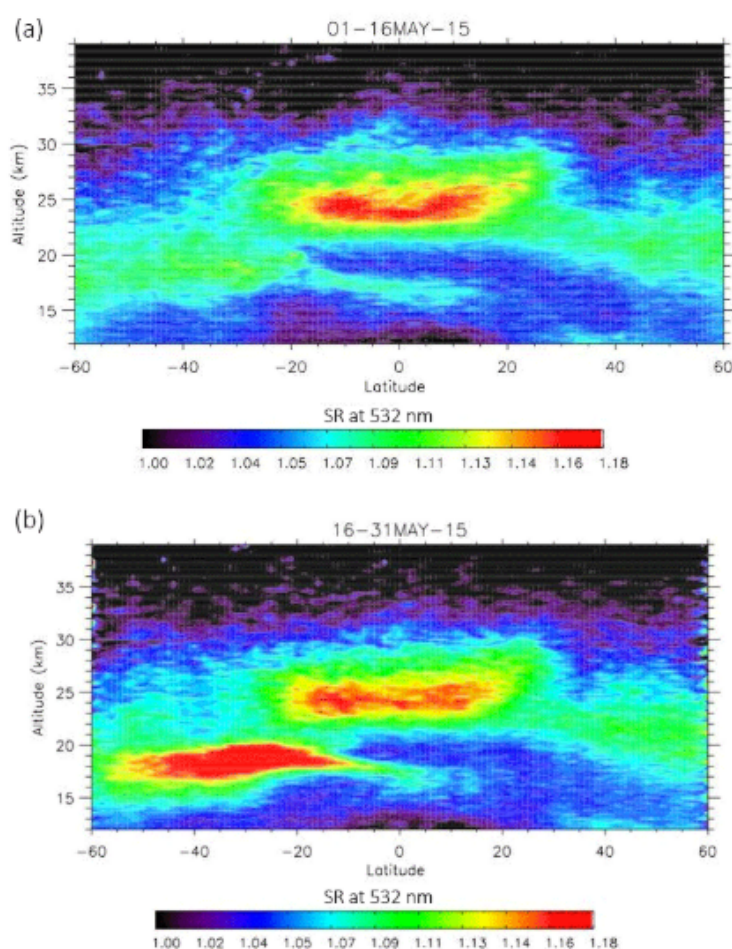 (a)
01-16MAY-15
Altitude (km)
35
30
25
20
15
-60 -40 -20 0 20 40 60
Latitude
SR at 532 nm
1.00 1.02 1.04 1.05 1.07 1.09 1.11 1.13 1.14 1.16 1.18
(b)
16-31MAY-15
Altitude (km)
35
30
25
20
15
-60 -40 -20 0 20 40 60
Latitude
SR at 532 nm
1.00 1.02 1.04 1.05 1.07 1.09 1.11 1.13 1.14 1.16 1.18